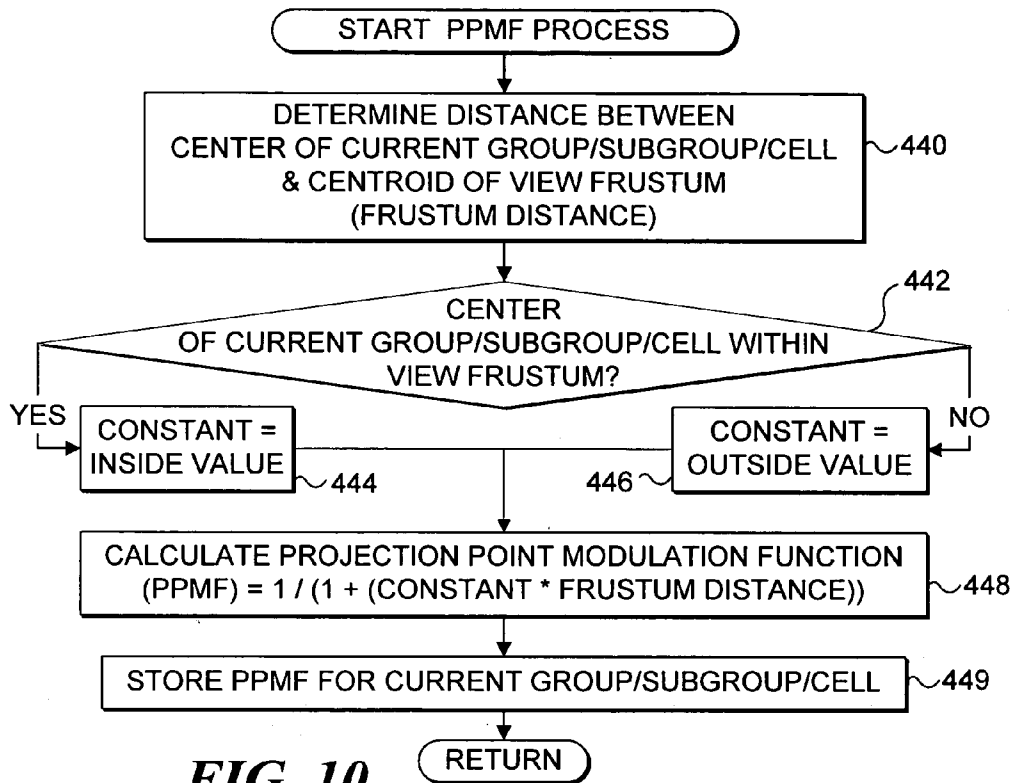 START PPMF PROCESS
DETERMINE DISTANCE BETWEEN
CENTER OF CURRENT GROUP/SUBGROUP/CELL
& CENTROID OF VIEW FRUSTUM
(FRUSTUM DISTANCE)
440
442
CENTER
OF CURRENT GROUP/SUBGROUP/CELL WITHIN
VIEW FRUSTUM?
YES
NO
CONSTANT =
INSIDE VALUE
444
CONSTANT =
OUTSIDE VALUE
446
CALCULATE PROJECTION POINT MODULATION FUNCTION
(PPMF) = 1 / (1 + (CONSTANT * FRUSTUM DISTANCE))
448
STORE PPMF FOR CURRENT GROUP/SUBGROUP/CELL
449
RETURN
FIG. 10